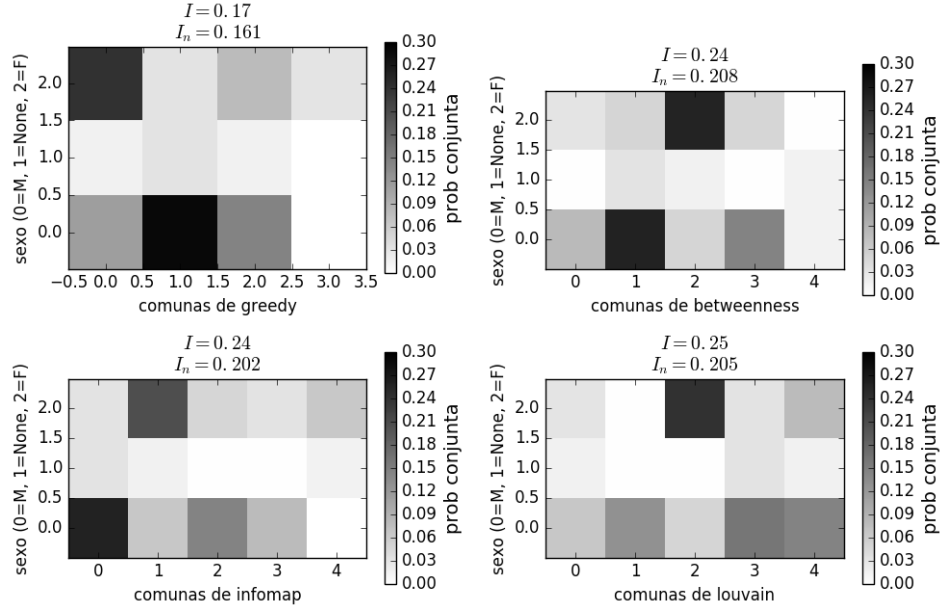 I = 0.17
I_n = 0.161
sexo (0=M, 1=None, 2=F)
2.0
1.5
1.0
0.5
0.0
−0.5 0.0 0.5 1.0 1.5 2.0 2.5 3.0 3.5
comunas de greedy
0.30
0.27
0.24
0.21
0.18
0.15
0.12
0.09
0.06
0.03
0.00
prob conjunta
I = 0.24
I_n = 0.208
sexo (0=M, 1=None, 2=F)
2.0
1.5
1.0
0.5
0.0
0 1 2 3 4
comunas de betweenness
0.30
0.27
0.24
0.21
0.18
0.15
0.12
0.09
0.06
0.03
0.00
prob conjunta
I = 0.24
I_n = 0.202
sexo (0=M, 1=None, 2=F)
2.0
1.5
1.0
0.5
0.0
0 1 2 3 4
comunas de infomap
0.30
0.27
0.24
0.21
0.18
0.15
0.12
0.09
0.06
0.03
0.00
prob conjunta
I = 0.25
I_n = 0.205
sexo (0=M, 1=None, 2=F)
2.0
1.5
1.0
0.5
0.0
0 1 2 3 4
comunas de louvain
0.30
0.27
0.24
0.21
0.18
0.15
0.12
0.09
0.06
0.03
0.00
prob conjunta